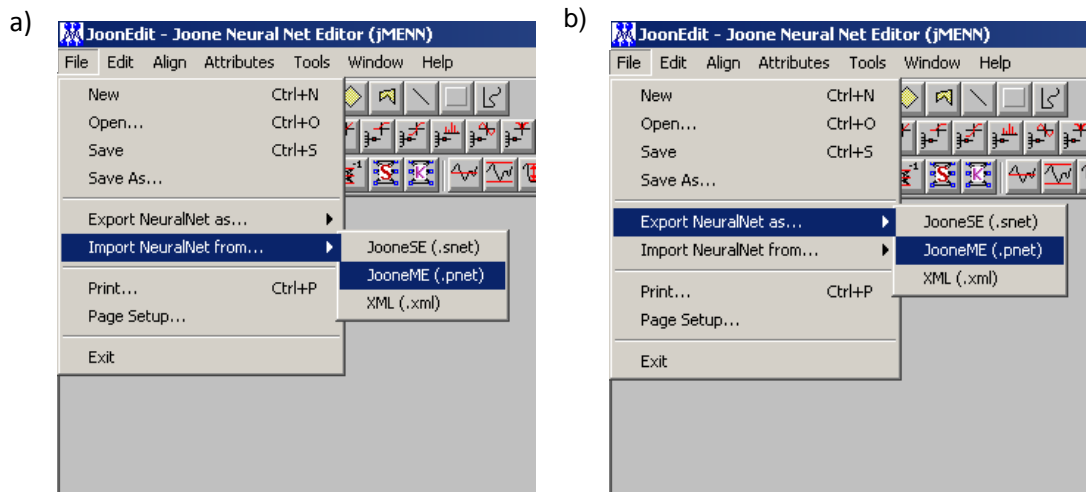 a)
JoonEdit - Joone Neural Net Editor (jMENN)
File Edit Align Attributes Tools Window Help
New Ctrl+N
Open... Ctrl+O
Save Ctrl+S
Save As...
Export NeuralNet as...
Import NeuralNet from...
JooneSE (.snet)
JooneME (.pnet)
XML (.xml)
Print... Ctrl+P
Page Setup...
Exit
b)
JoonEdit - Joone Neural Net Editor (jMENN)
File Edit Align Attributes Tools Window Help
New Ctrl+N
Open... Ctrl+O
Save Ctrl+S
Save As...
Export NeuralNet as...
JooneSE (.snet)
JooneME (.pnet)
XML (.xml)
Import NeuralNet from...
Print... Ctrl+P
Page Setup...
Exit